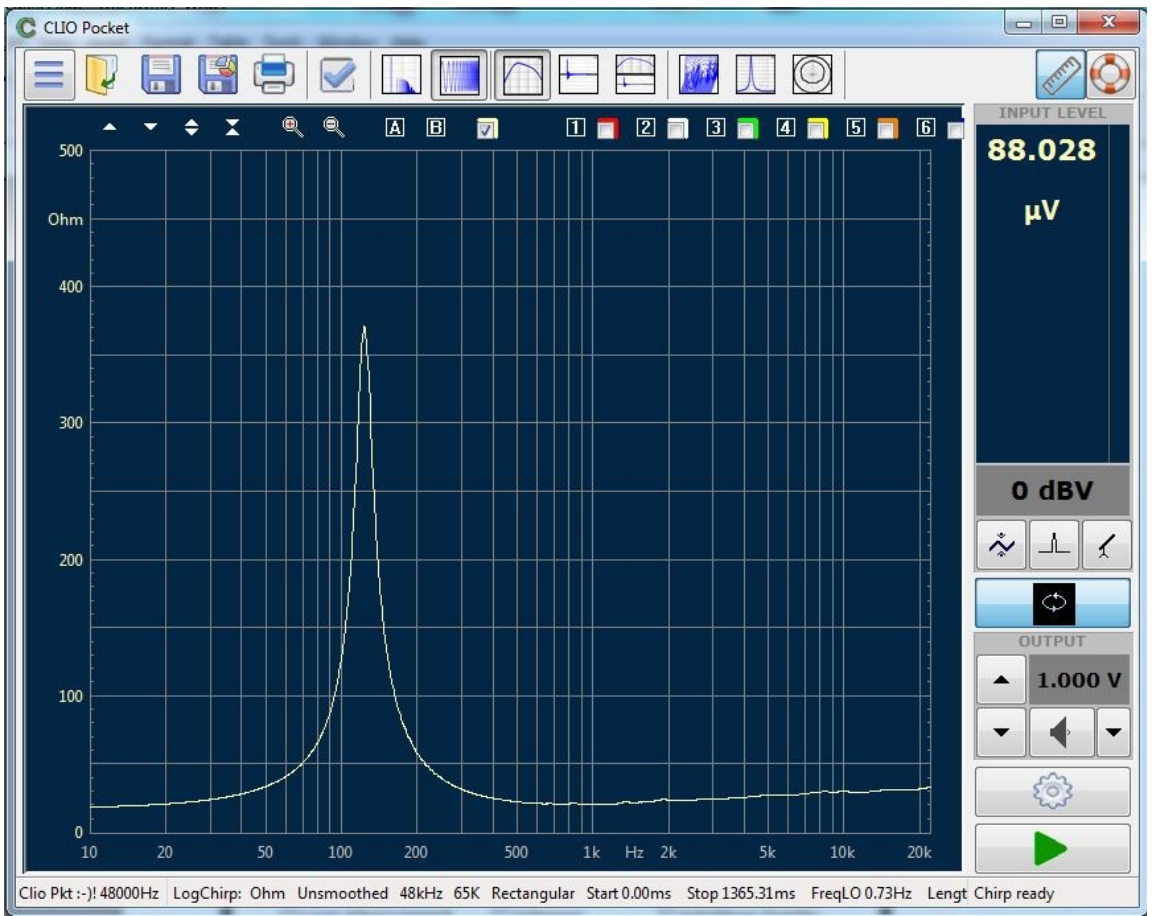 CLIO Pocket
INPUT LEVEL
88.028
µV
A B 1 2 3 4 5 6
500
Ohm
400
300
200
100
0
10 20 50 100 200 500 1k Hz 2k 5k 10k 20k
0 dBV
OUTPUT
1.000 V
Clio Pkt :-)! 48000Hz LogChirp: Ohm Unsmoothed 48kHz 65K Rectangular Start 0.00ms Stop 1365.31ms FreqLO 0.73Hz Lengt Chirp ready